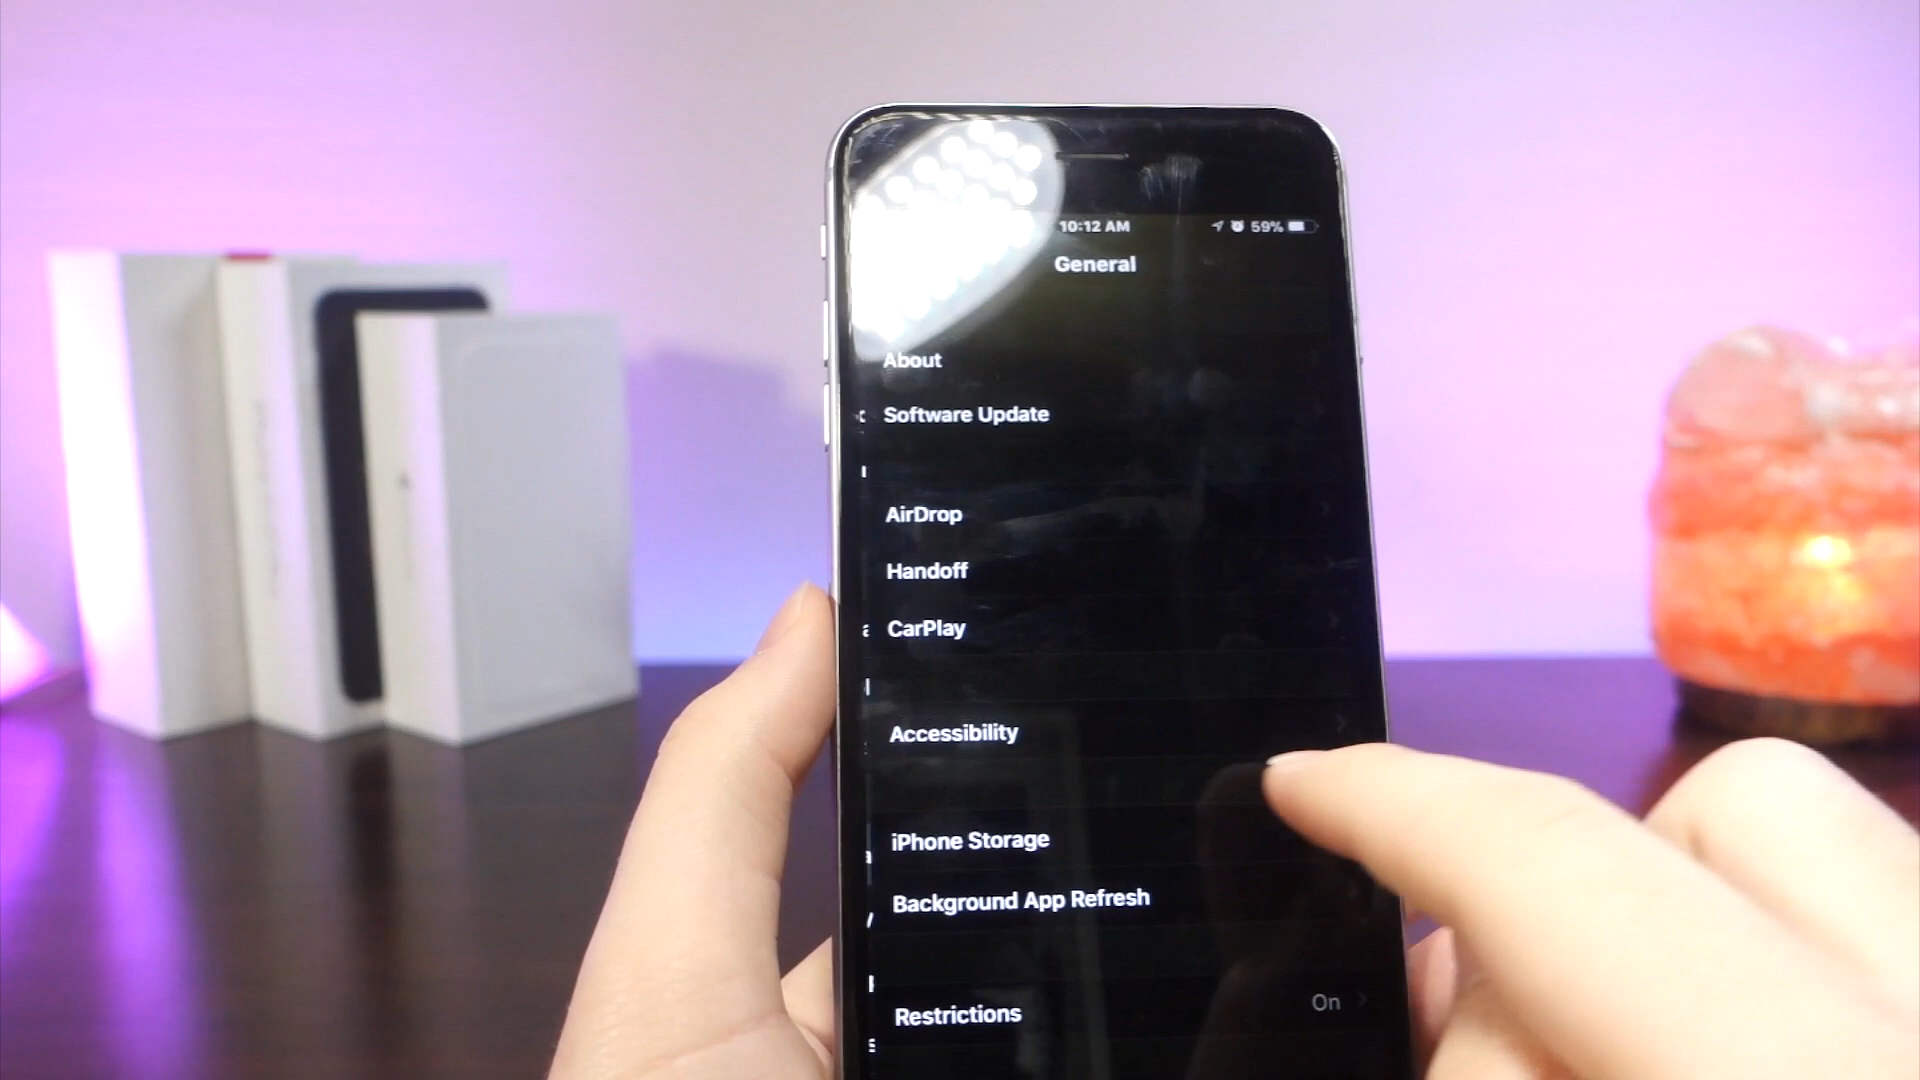 10:12 AM
59%
General
About
Software Update
AirDrop
Handoff
CarPlay
Accessibility
iPhone Storage
Background App Refresh
Restrictions On